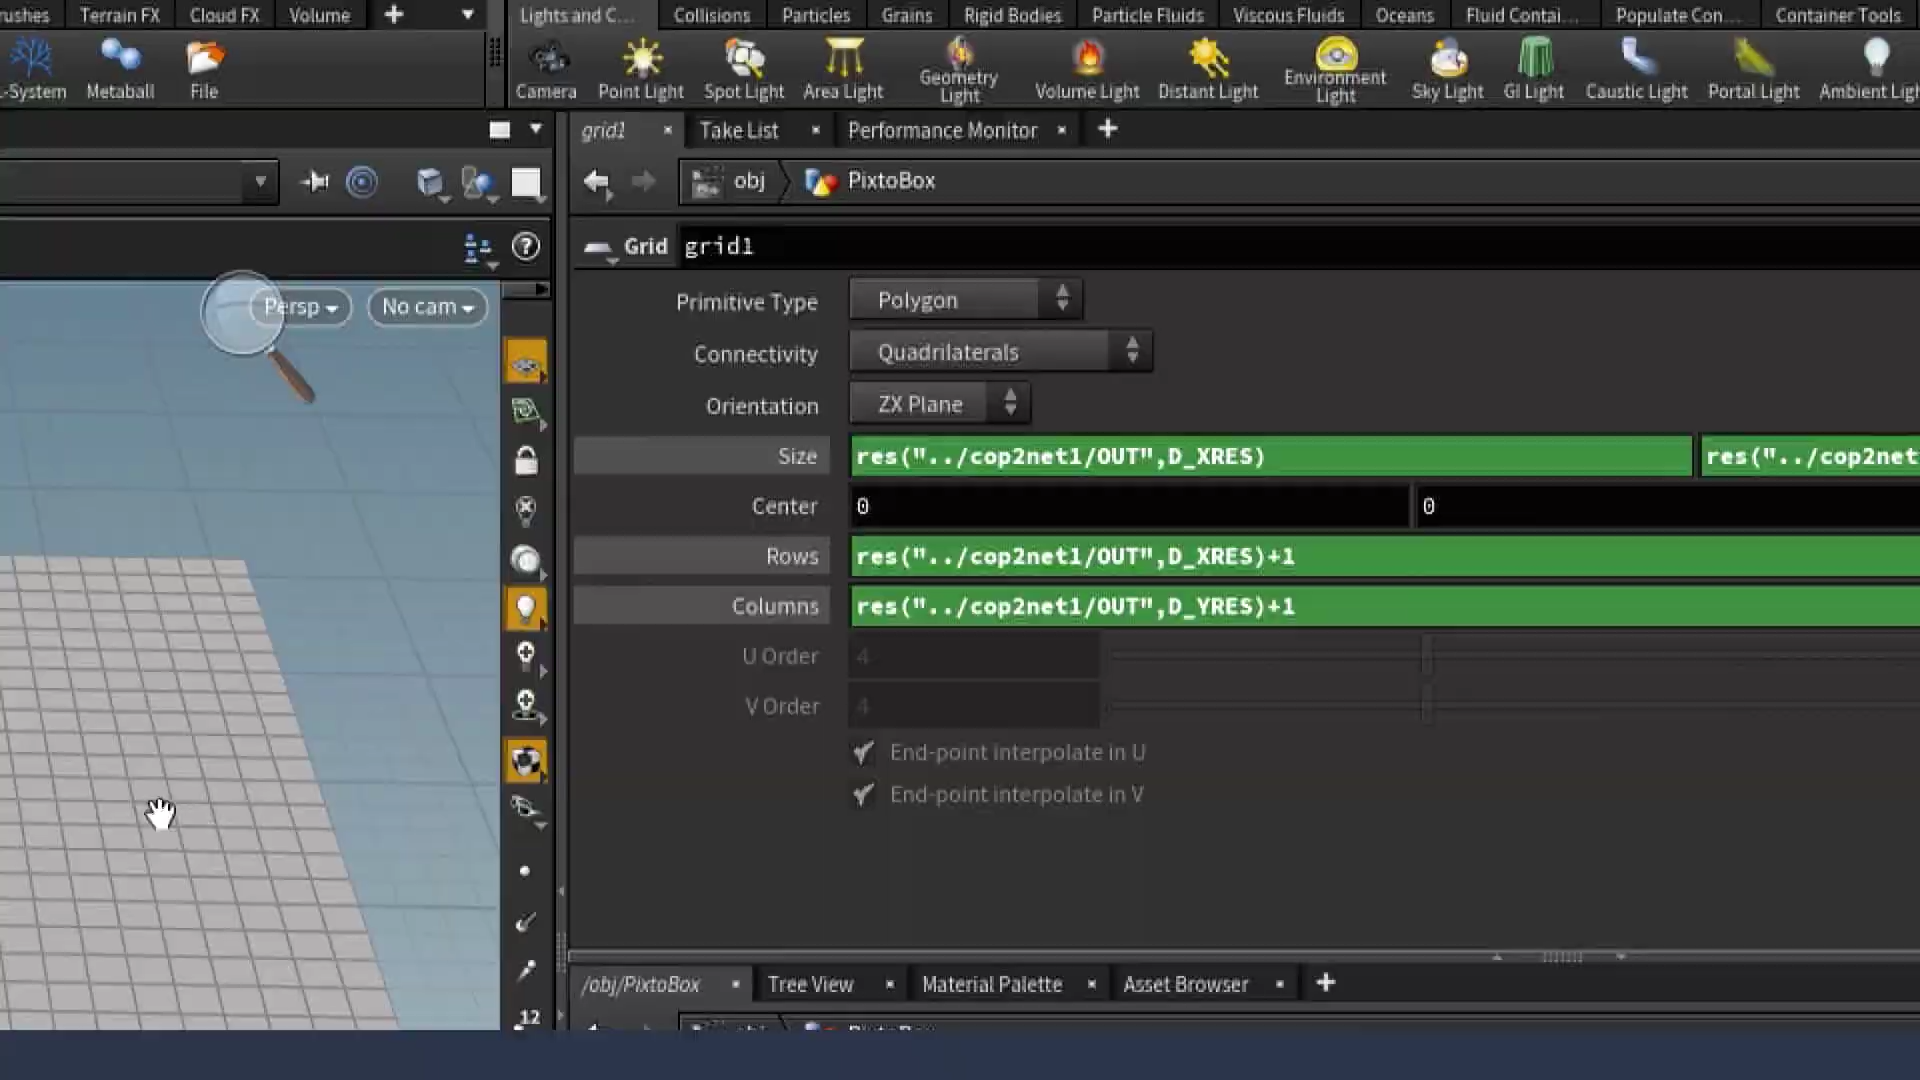 rushes Terrain FX Cloud FX Volume
Lights and C... Collisions Particles Grains Rigid Bodies Particle Fluids Viscous Fluids Oceans Fluid Contai... Populate Con... Container Tools
-System Metaball File
Camera Point Light Spot Light Area Light Geometry Light Volume Light Distant Light Environment Light Sky Light GI Light Caustic Light Portal Light Ambient Ligh
grid1 Take List Performance Monitor
obj PixtoBox
Grid grid1
Persp No cam
Primitive Type Polygon
Connectivity Quadrilaterals
Orientation ZX Plane
Size res("../cop2net1/OUT",D_XRES) res("../cop2net
Center 0 0
Rows res("../cop2net1/OUT",D_XRES)+1
Columns res("../cop2net1/OUT",D_YRES)+1
U Order 4
V Order 4
End-point interpolate in U
End-point interpolate in V
/obj/PixtoBox Tree View Material Palette Asset Browser
12